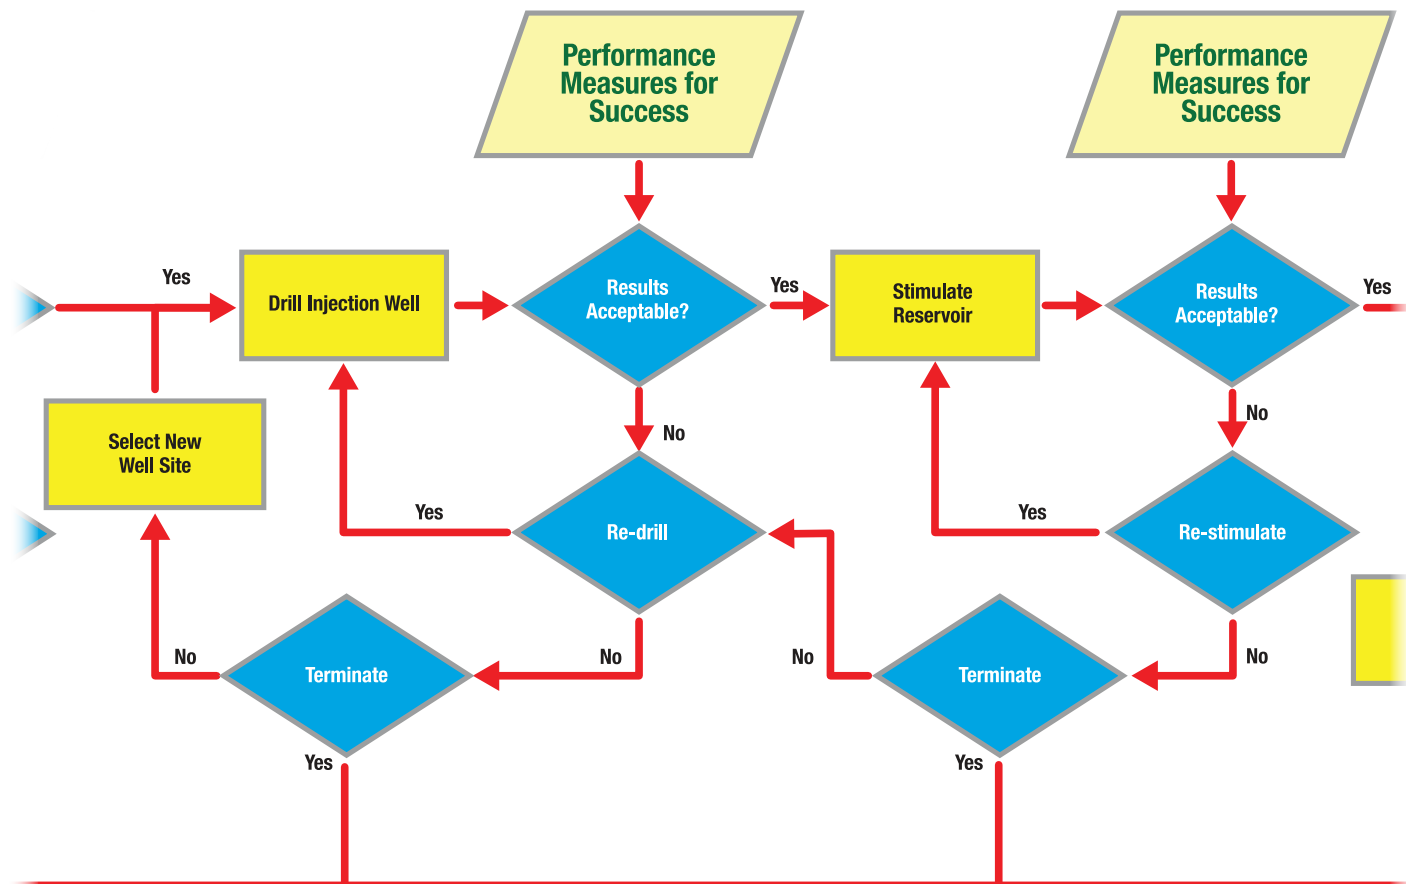 Performance
Measures for
Success
Performance
Measures for
Success
Yes
Drill Injection Well
Results
Acceptable?
Yes
Stimulate
Reservoir
Results
Acceptable?
Yes
Select New
Well Site
No
No
Yes
Re-drill
Yes
Re-stimulate
No
Terminate
No
No
Terminate
No
Yes
Yes